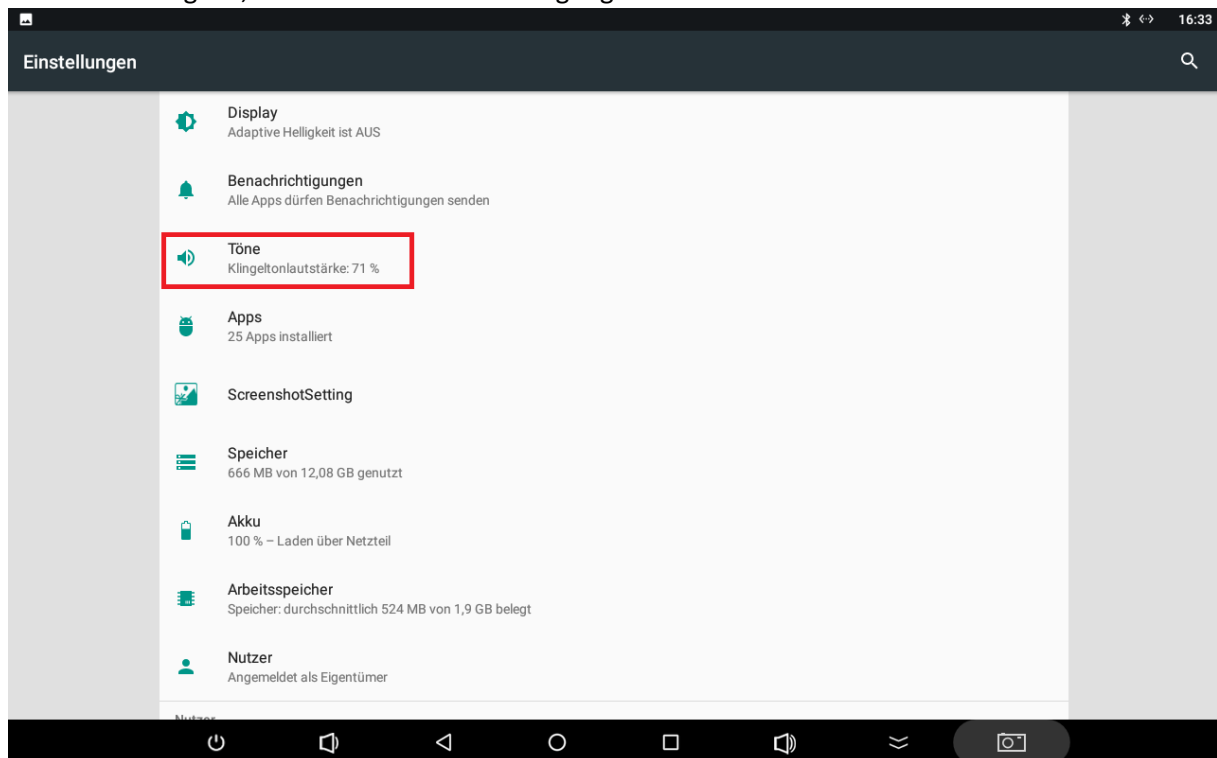 16:33
Einstellungen
Display
Adaptive Helligkeit ist AUS
Benachrichtigungen
Alle Apps dürfen Benachrichtigungen senden
Töne
Klingeltonlautstärke: 71 %
Apps
25 Apps installiert
ScreenshotSetting
Speicher
666 MB von 12,08 GB genutzt
Akku
100 % – Laden über Netzteil
Arbeitsspeicher
Speicher: durchschnittlich 524 MB von 1,9 GB belegt
Nutzer
Angemeldet als Eigentümer
Nutzer